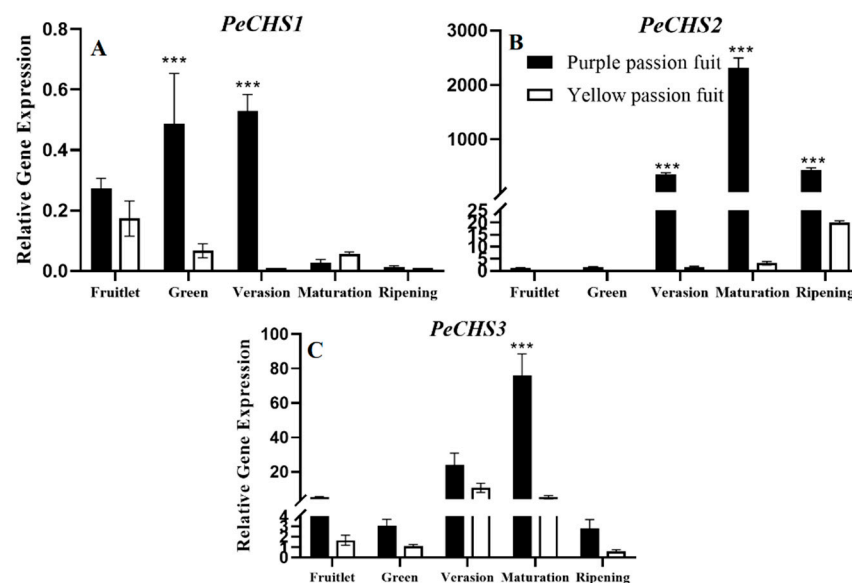 PeCHS1
A
***
***
Relative Gene Expression
0.8
0.6
0.4
0.2
0.0
Fruitlet Green Verasion Maturation Ripening
PeCHS2
B
***
***
***
Purple passion fuit
Yellow passion fuit
3000
2000
1000
25
20
15
10
5
0
Fruitlet Green Verasion Maturation Ripening
PeCHS3
C
***
Relative Gene Expression
100
80
60
40
20
4
3
2
1
0
Fruitlet Green Verasion Maturation Ripening